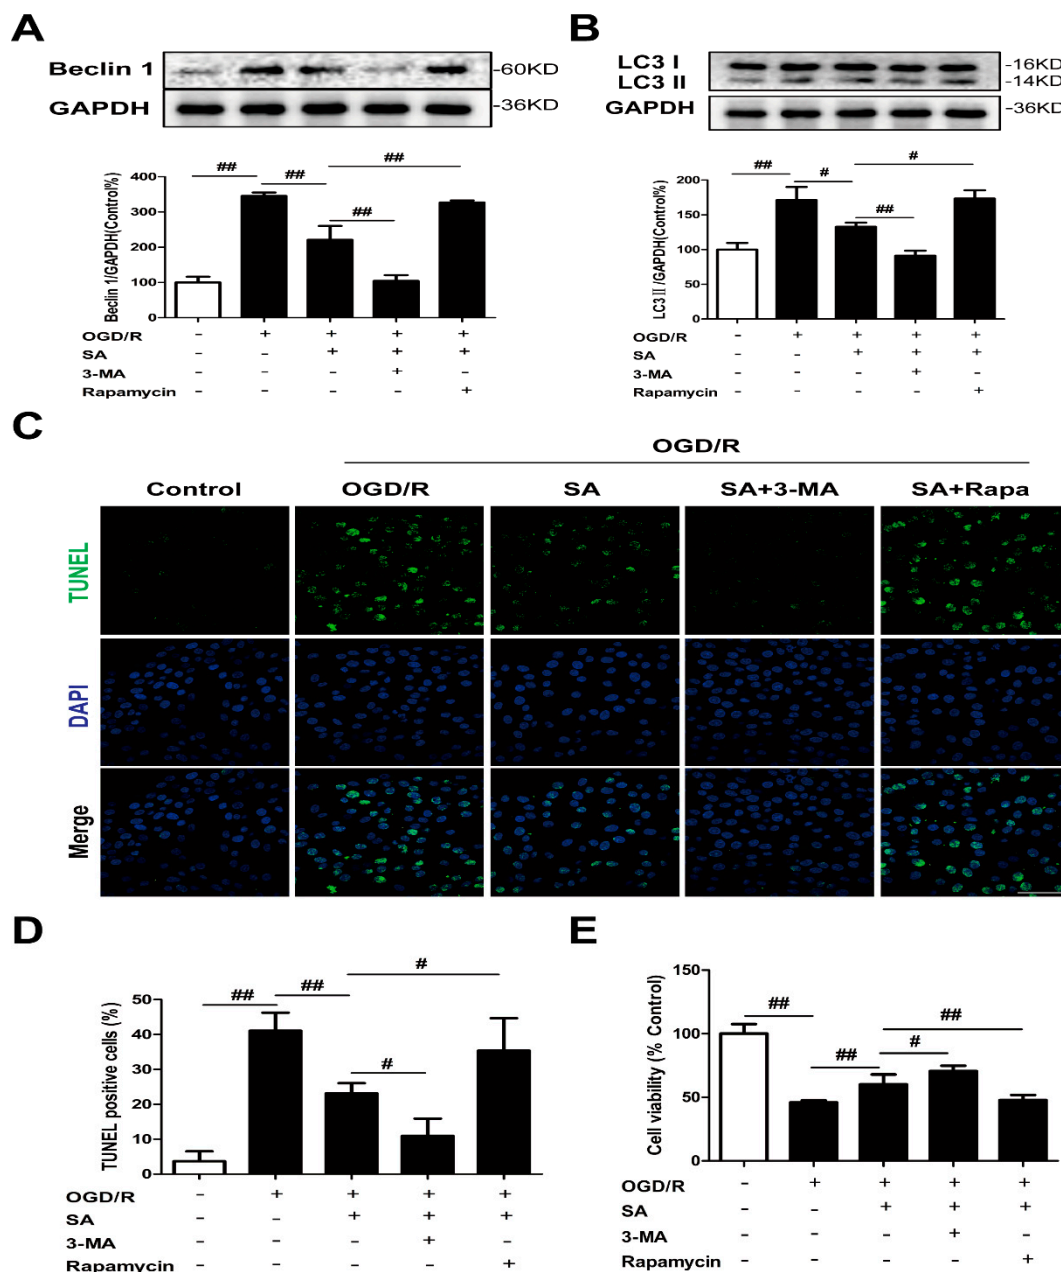 A
Beclin 1
-60KD
GAPDH
-36KD
##
##
##
##
Beclin 1/GAPDH(Control%)
400
300
200
100
0
OGD/R - + + + +
SA - - + + +
3-MA - - - + -
Rapamycin - - - - +
B
LC3 I
-16KD
LC3 II
-14KD
GAPDH
-36KD
##
#
##
#
LC3 II/GAPDH(Control%)
200
150
100
50
0
OGD/R - + + + +
SA - - + + +
3-MA - - - + -
Rapamycin - - - - +
C
OGD/R
Control OGD/R SA SA+3-MA SA+Rapa
TUNEL
DAPI
Merge
D
##
##
#
#
TUNEL positive cells (%)
50
40
30
20
10
0
OGD/R - + + + +
SA - - + + +
3-MA - - - + -
Rapamycin - - - - +
E
##
##
#
##
Cell viability (% Control)
150
100
50
0
OGD/R - + + + +
SA - - + + +
3-MA - - - + -
Rapamycin - - - - +